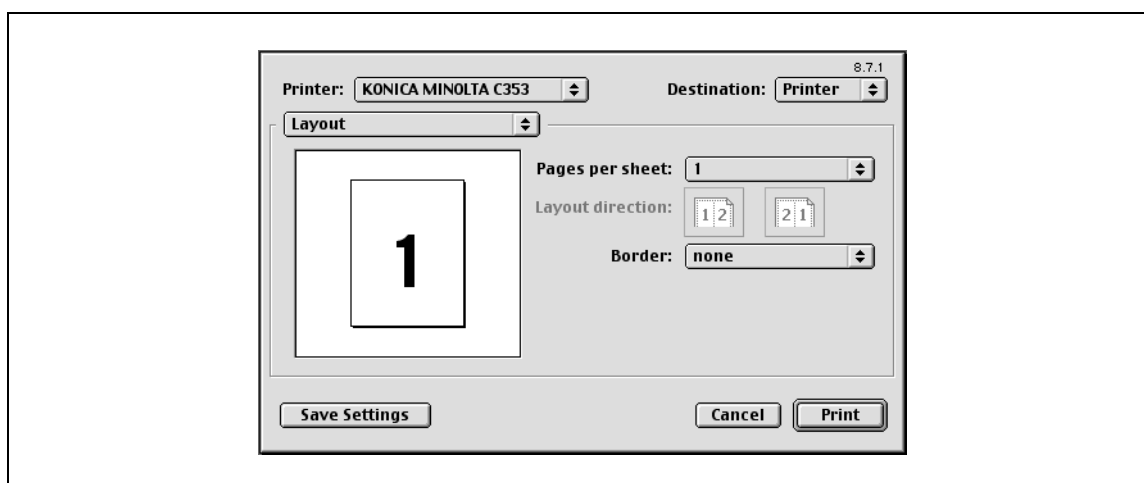 8.7.1
Printer: KONICA MINOLTA C353 Destination: Printer
Layout
Pages per sheet: 1
Layout direction: 1 2 2 1
Border: none
1
Save Settings Cancel Print